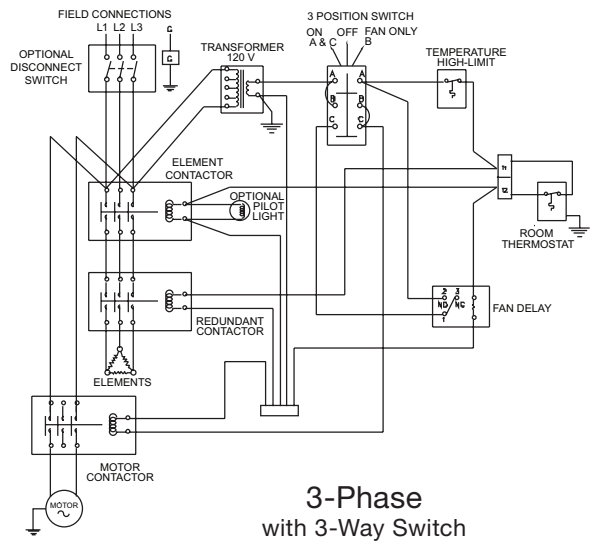 FIELD CONNECTIONS
L1 L2 L3
G
G
OPTIONAL
DISCONNECT
SWITCH
TRANSFORMER
120 V
3 POSITION SWITCH
ON OFF FAN ONLY
A & C B
TEMPERATURE
HIGH-LIMIT
A A
B B
C C
ELEMENT
CONTACTOR
OPTIONAL
PILOT
LIGHT
t1
t2
ROOM
THERMOSTAT
2 3
NO NC
1
FAN DELAY
REDUNDANT
CONTACTOR
ELEMENTS
MOTOR
CONTACTOR
MOTOR
3-Phase
with 3-Way Switch